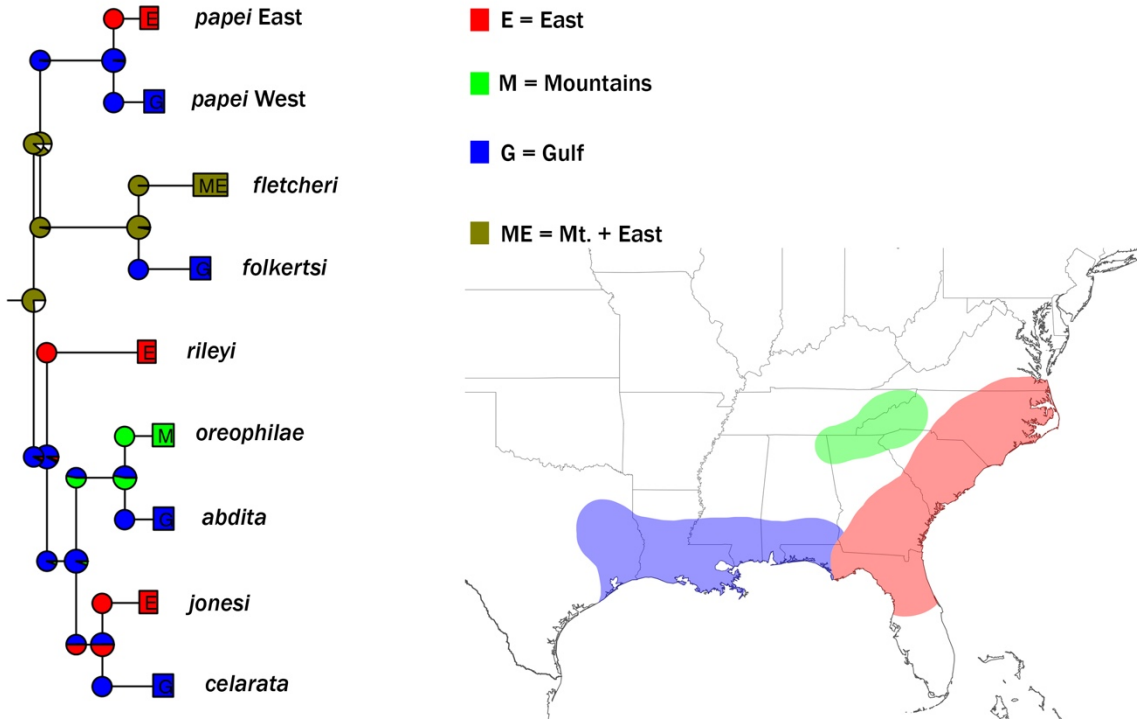 E papei East
G papei West
ME fletcheri
G folkertsi
E rileyi
M oreophilae
G abdita
E jonesi
G celarata
E = East
M = Mountains
G = Gulf
ME = Mt. + East